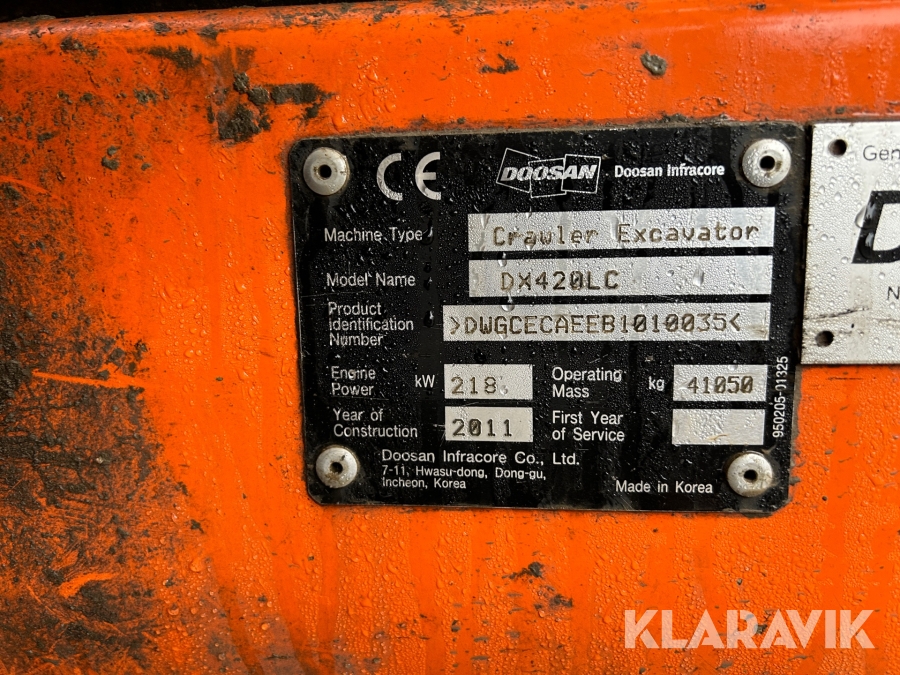 CE DOOSAN Doosan Infracore
Machine Type Crawler Excavator
Model Name DX420LC
Product
Identification
Number
>DWGCECAEEB1010035<
Engine
Power
kW 218
Operating
Mass
kg 41050
Year of
Construction
2011
First Year
of Service
Doosan Infracore Co., Ltd.
7-11, Hwasu-dong, Dong-gu,
Incheon, Korea
Made in Korea
950205-01325
Gen
D
N
KLARAVIK